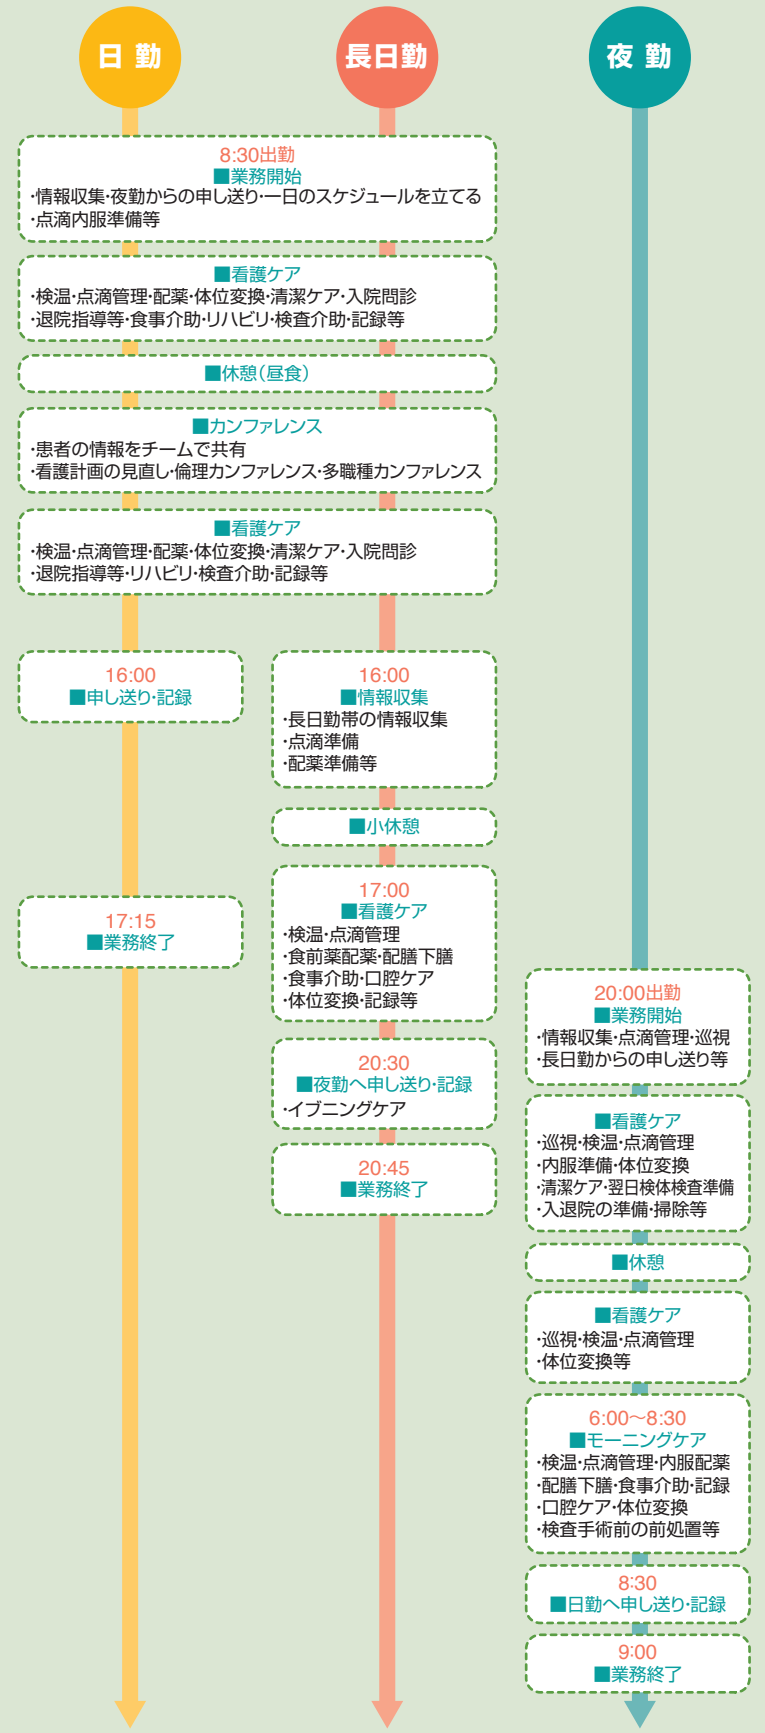 日勤
長日勤
夜勤
8:30出勤
■業務開始
・情報収集・夜勤からの申し送り・一日のスケジュールを立てる
・点滴内服準備等
■看護ケア
・検温・点滴管理・配薬・体位変換・清潔ケア・入院問診
・退院指導等・食事介助・リハビリ・検査介助・記録等
■休憩（昼食）
■カンファレンス
・患者の情報をチームで共有
・看護計画の見直し・倫理カンファレンス・多職種カンファレンス
■看護ケア
・検温・点滴管理・配薬・体位変換・清潔ケア・入院問診
・退院指導等・リハビリ・検査介助・記録等
16:00
■申し送り・記録
17:15
■業務終了
16:00
■情報収集
・長日勤帯の情報収集
・点滴準備
・配薬準備等
■小休憩
17:00
■看護ケア
・検温・点滴管理
・食前薬配薬・配膳下膳
・食事介助・口腔ケア
・体位変換・記録等
20:30
■夜勤へ申し送り・記録
・イブニングケア
20:45
■業務終了
20:00出勤
■業務開始
・情報収集・点滴管理・巡視
・長日勤からの申し送り等
■看護ケア
・巡視・検温・点滴管理
・内服準備・体位変換
・清潔ケア・翌日検体検査準備
・入退院の準備・掃除等
■休憩
■看護ケア
・巡視・検温・点滴管理
・体位変換等
6:00〜8:30
■モーニングケア
・検温・点滴管理・内服配薬
・配膳下膳・食事介助・記録
・口腔ケア・体位変換
・検査手術前の前処置等
8:30
■日勤へ申し送り・記録
9:00
■業務終了